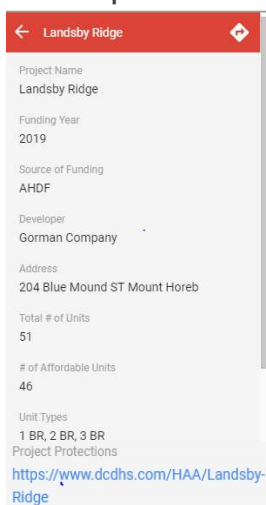 Landsby Ridge
Project Name
Landsby Ridge
Funding Year
2019
Source of Funding
AHDF
Developer
Gorman Company
Address
204 Blue Mound ST Mount Horeb
Total # of Units
51
# of Affordable Units
46
Unit Types
1 BR, 2 BR, 3 BR
Project Protections
https://www.dcdhs.com/HAA/Landsby-
Ridge